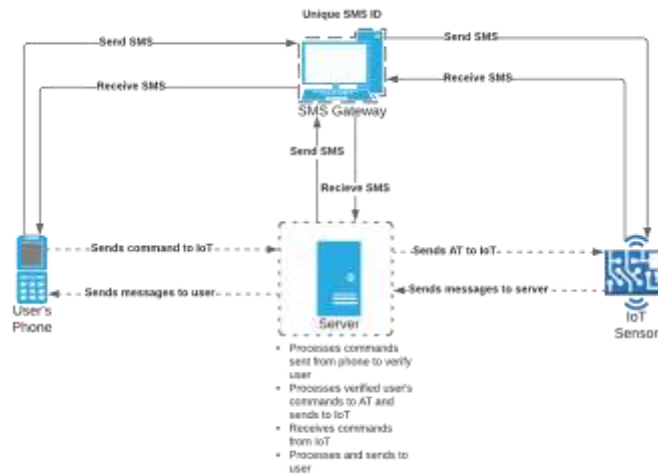 Unique SMS ID
Send SMS
Send SMS
Receive SMS
Receive SMS
SMS Gateway
Send SMS
Recieve SMS
Sends command to IoT
Sends AT to IoT
Sends messages to user
Sends messages to server
User's
Phone
Server
IoT
Sensor
• Processes commands
sent from phone to verify
user
• Processes verified user's
commands to AT and
sends to IoT
• Receives commands
from IoT
• Processes and sends to
user